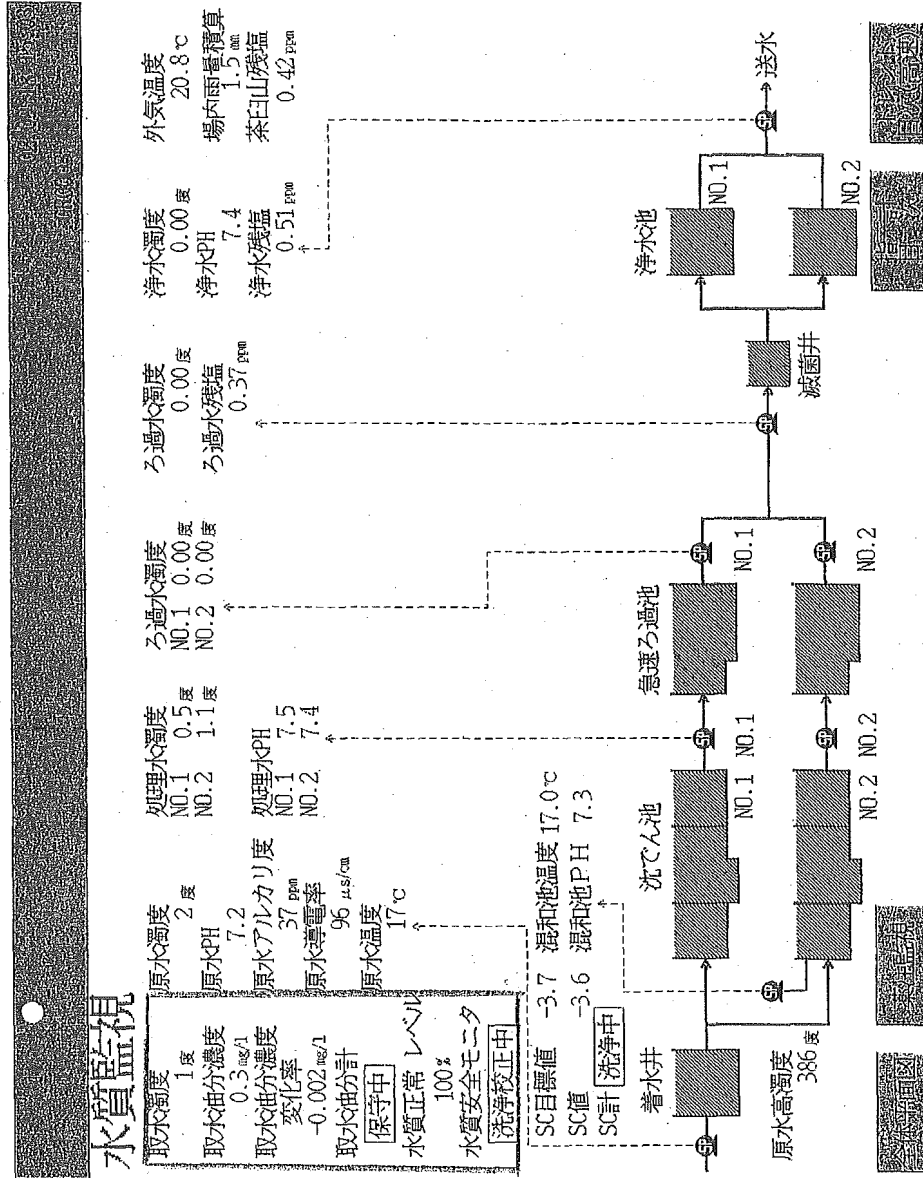 水質監視
取水濁度
1度
取水油分濃度
0.3mg/l
取水油分濃度
変化率
-0.002mg/l
取水油分計
保守中
水質正常 レベル
100%
水質安全モニタ
洗浄校正中
原水濁度
2度
原水PH
7.2
原水アルカリ度
37ppm
原水導電率
96μs/cm
原水温度
17℃
処理水濁度
NO.1 0.5度
NO.2 1.1度
処理水PH
NO.1 7.5
NO.2 7.4
ろ過水濁度
NO.1 0.00度
NO.2 0.00度
ろ過水濁度
0.00度
ろ過水残塩
0.37ppm
浄水濁度
0.00度
浄水PH
7.4
浄水残塩
0.51ppm
外気温度
20.8℃
場内雨量積算
1.5mm
茶臼山残塩
0.42ppm
SC目標値 -3.7 混和池温度 17.0℃
SC値 -3.6 混和池PH 7.3
SC計 洗浄中
着水井
沈でん池
急速ろ過池
滅菌井
浄水池
送水
NO.1
NO.1
NO.1
NO.1
NO.2
NO.2
NO.2
NO.2
原水高濁度
386度
全体平面図